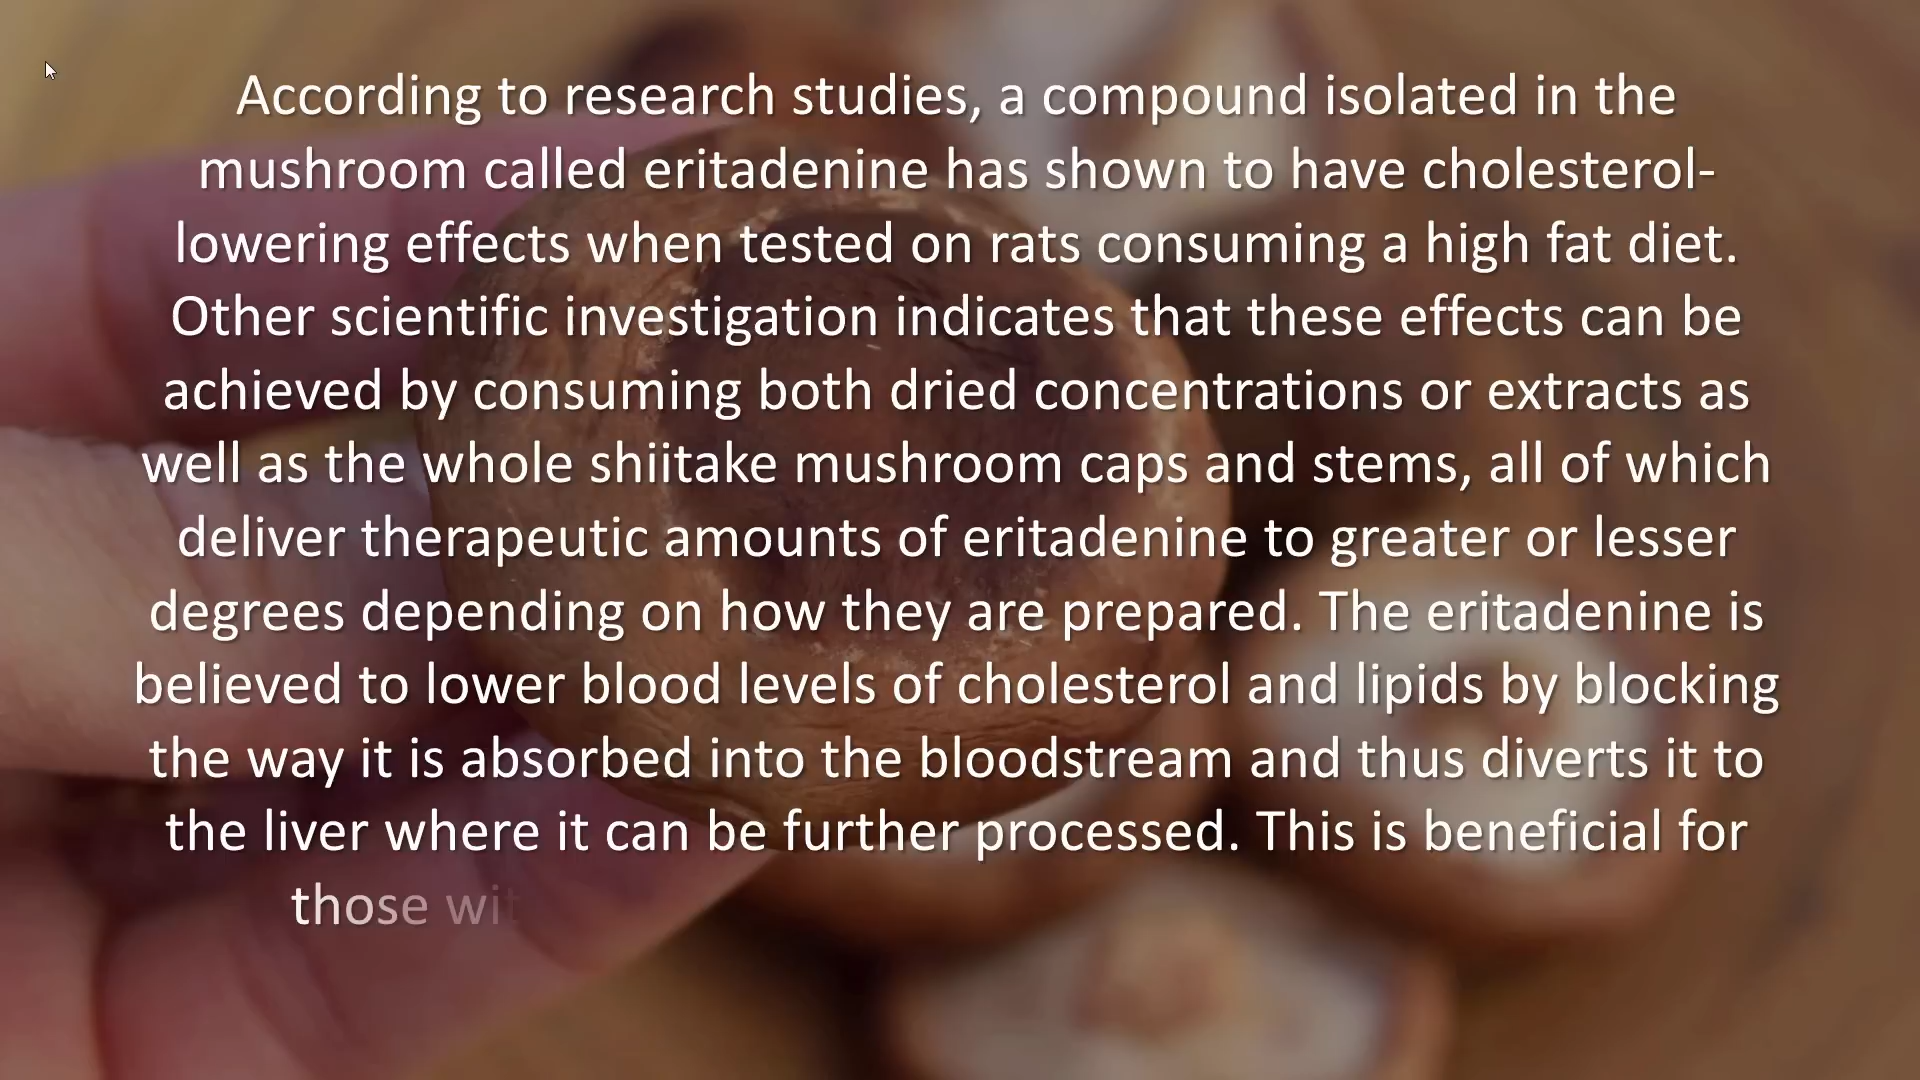 According to research studies, a compound isolated in the
mushroom called eritadenine has shown to have cholesterol-
lowering effects when tested on rats consuming a high fat diet.
Other scientific investigation indicates that these effects can be
achieved by consuming both dried concentrations or extracts as
well as the whole shiitake mushroom caps and stems, all of which
deliver therapeutic amounts of eritadenine to greater or lesser
degrees depending on how they are prepared. The eritadenine is
believed to lower blood levels of cholesterol and lipids by blocking
the way it is absorbed into the bloodstream and thus diverts it to
the liver where it can be further processed. This is beneficial for
those wit